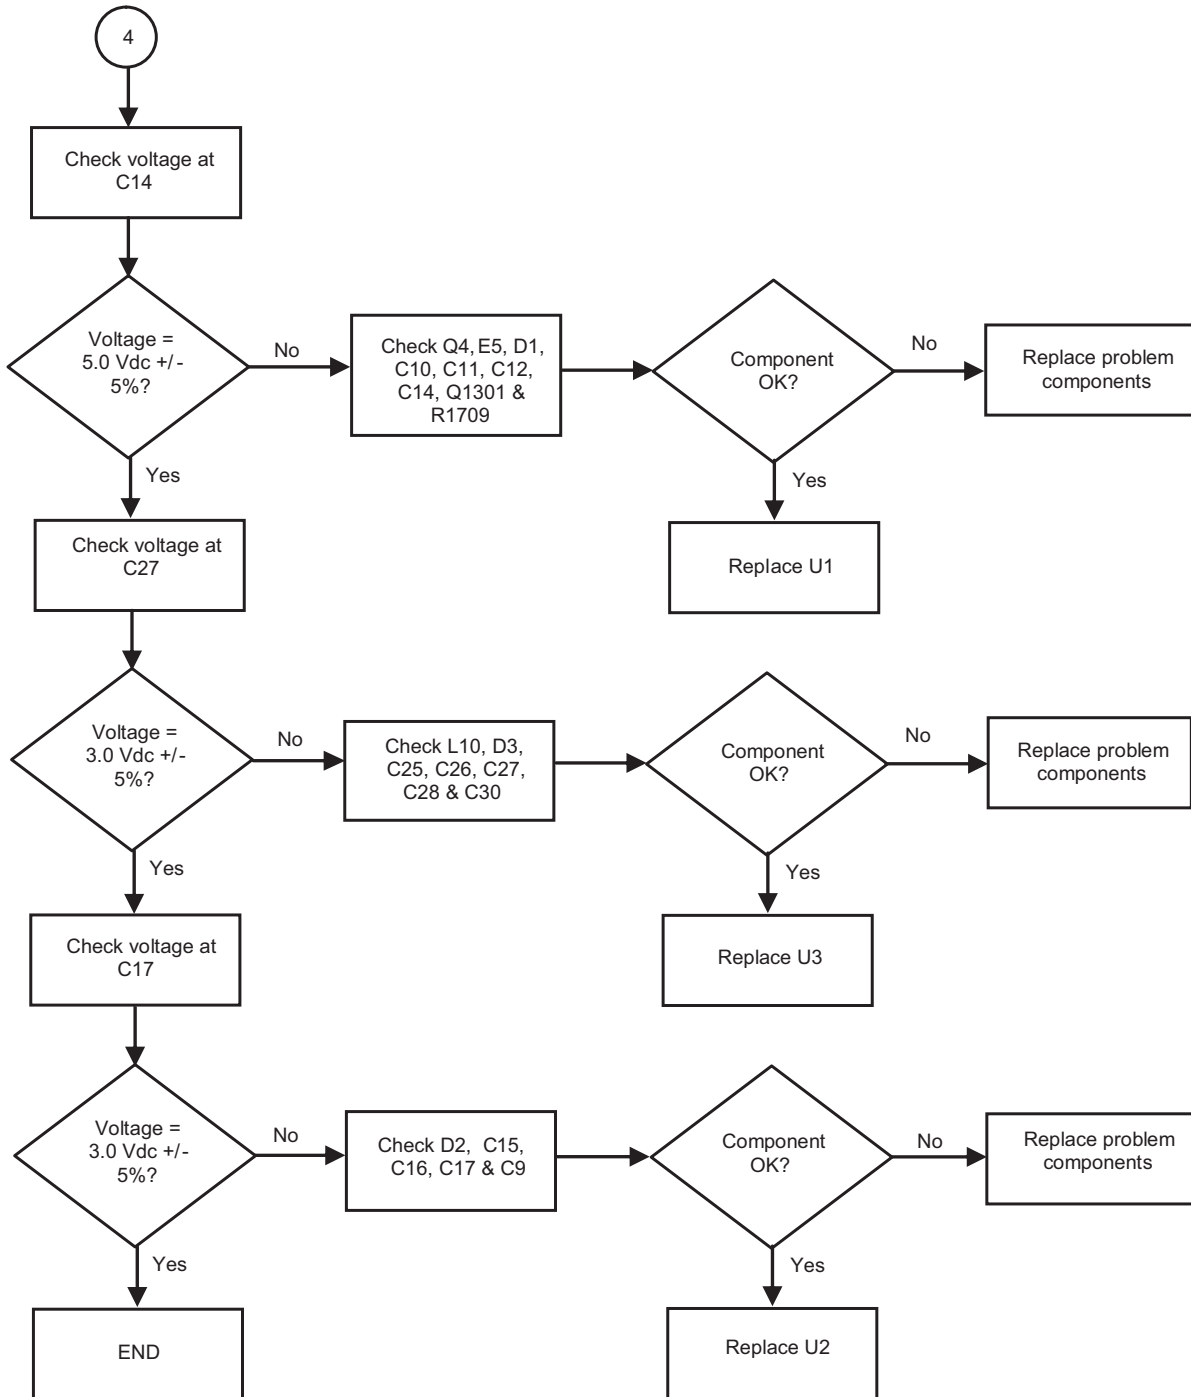 4
Check voltage at
C14
Voltage =
5.0 Vdc +/-
5%?
No
Check Q4, E5, D1,
C10, C11, C12,
C14, Q1301 &
R1709
Component
OK?
No
Replace problem
components
Yes
Yes
Check voltage at
C27
Replace U1
Voltage =
3.0 Vdc +/-
5%?
No
Check L10, D3,
C25, C26, C27,
C28 & C30
Component
OK?
No
Replace problem
components
Yes
Yes
Check voltage at
C17
Replace U3
Voltage =
3.0 Vdc +/-
5%?
No
Check D2, C15,
C16, C17 & C9
Component
OK?
No
Replace problem
components
Yes
Yes
END
Replace U2